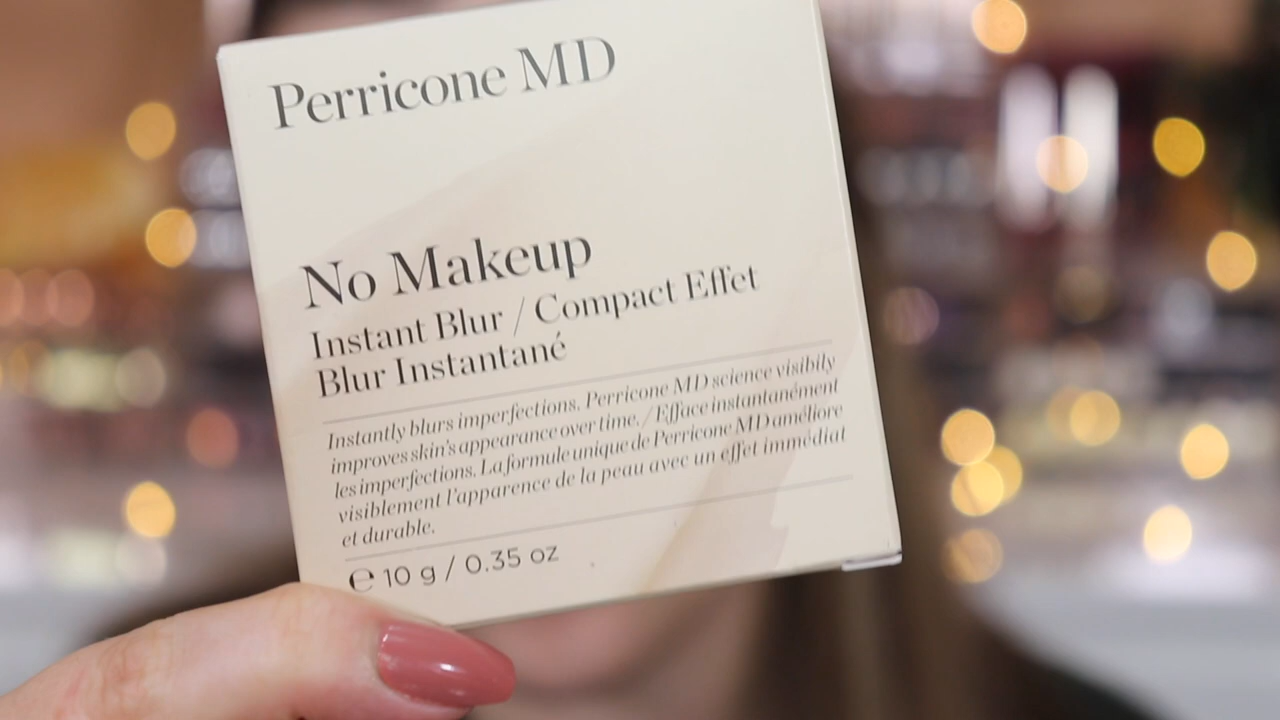 Perricone MD
No Makeup
Instant Blur / Compact Effet
Blur Instantané
Instantly blurs imperfections. Perricone MD science visibily
improves skin's appearance over time. / Efface instantanément
les imperfections. La formule unique de Perricone MD améliore
visiblement l'apparence de la peau avec un effet immédiat
et durable.
℮ 10 g / 0.35 oz